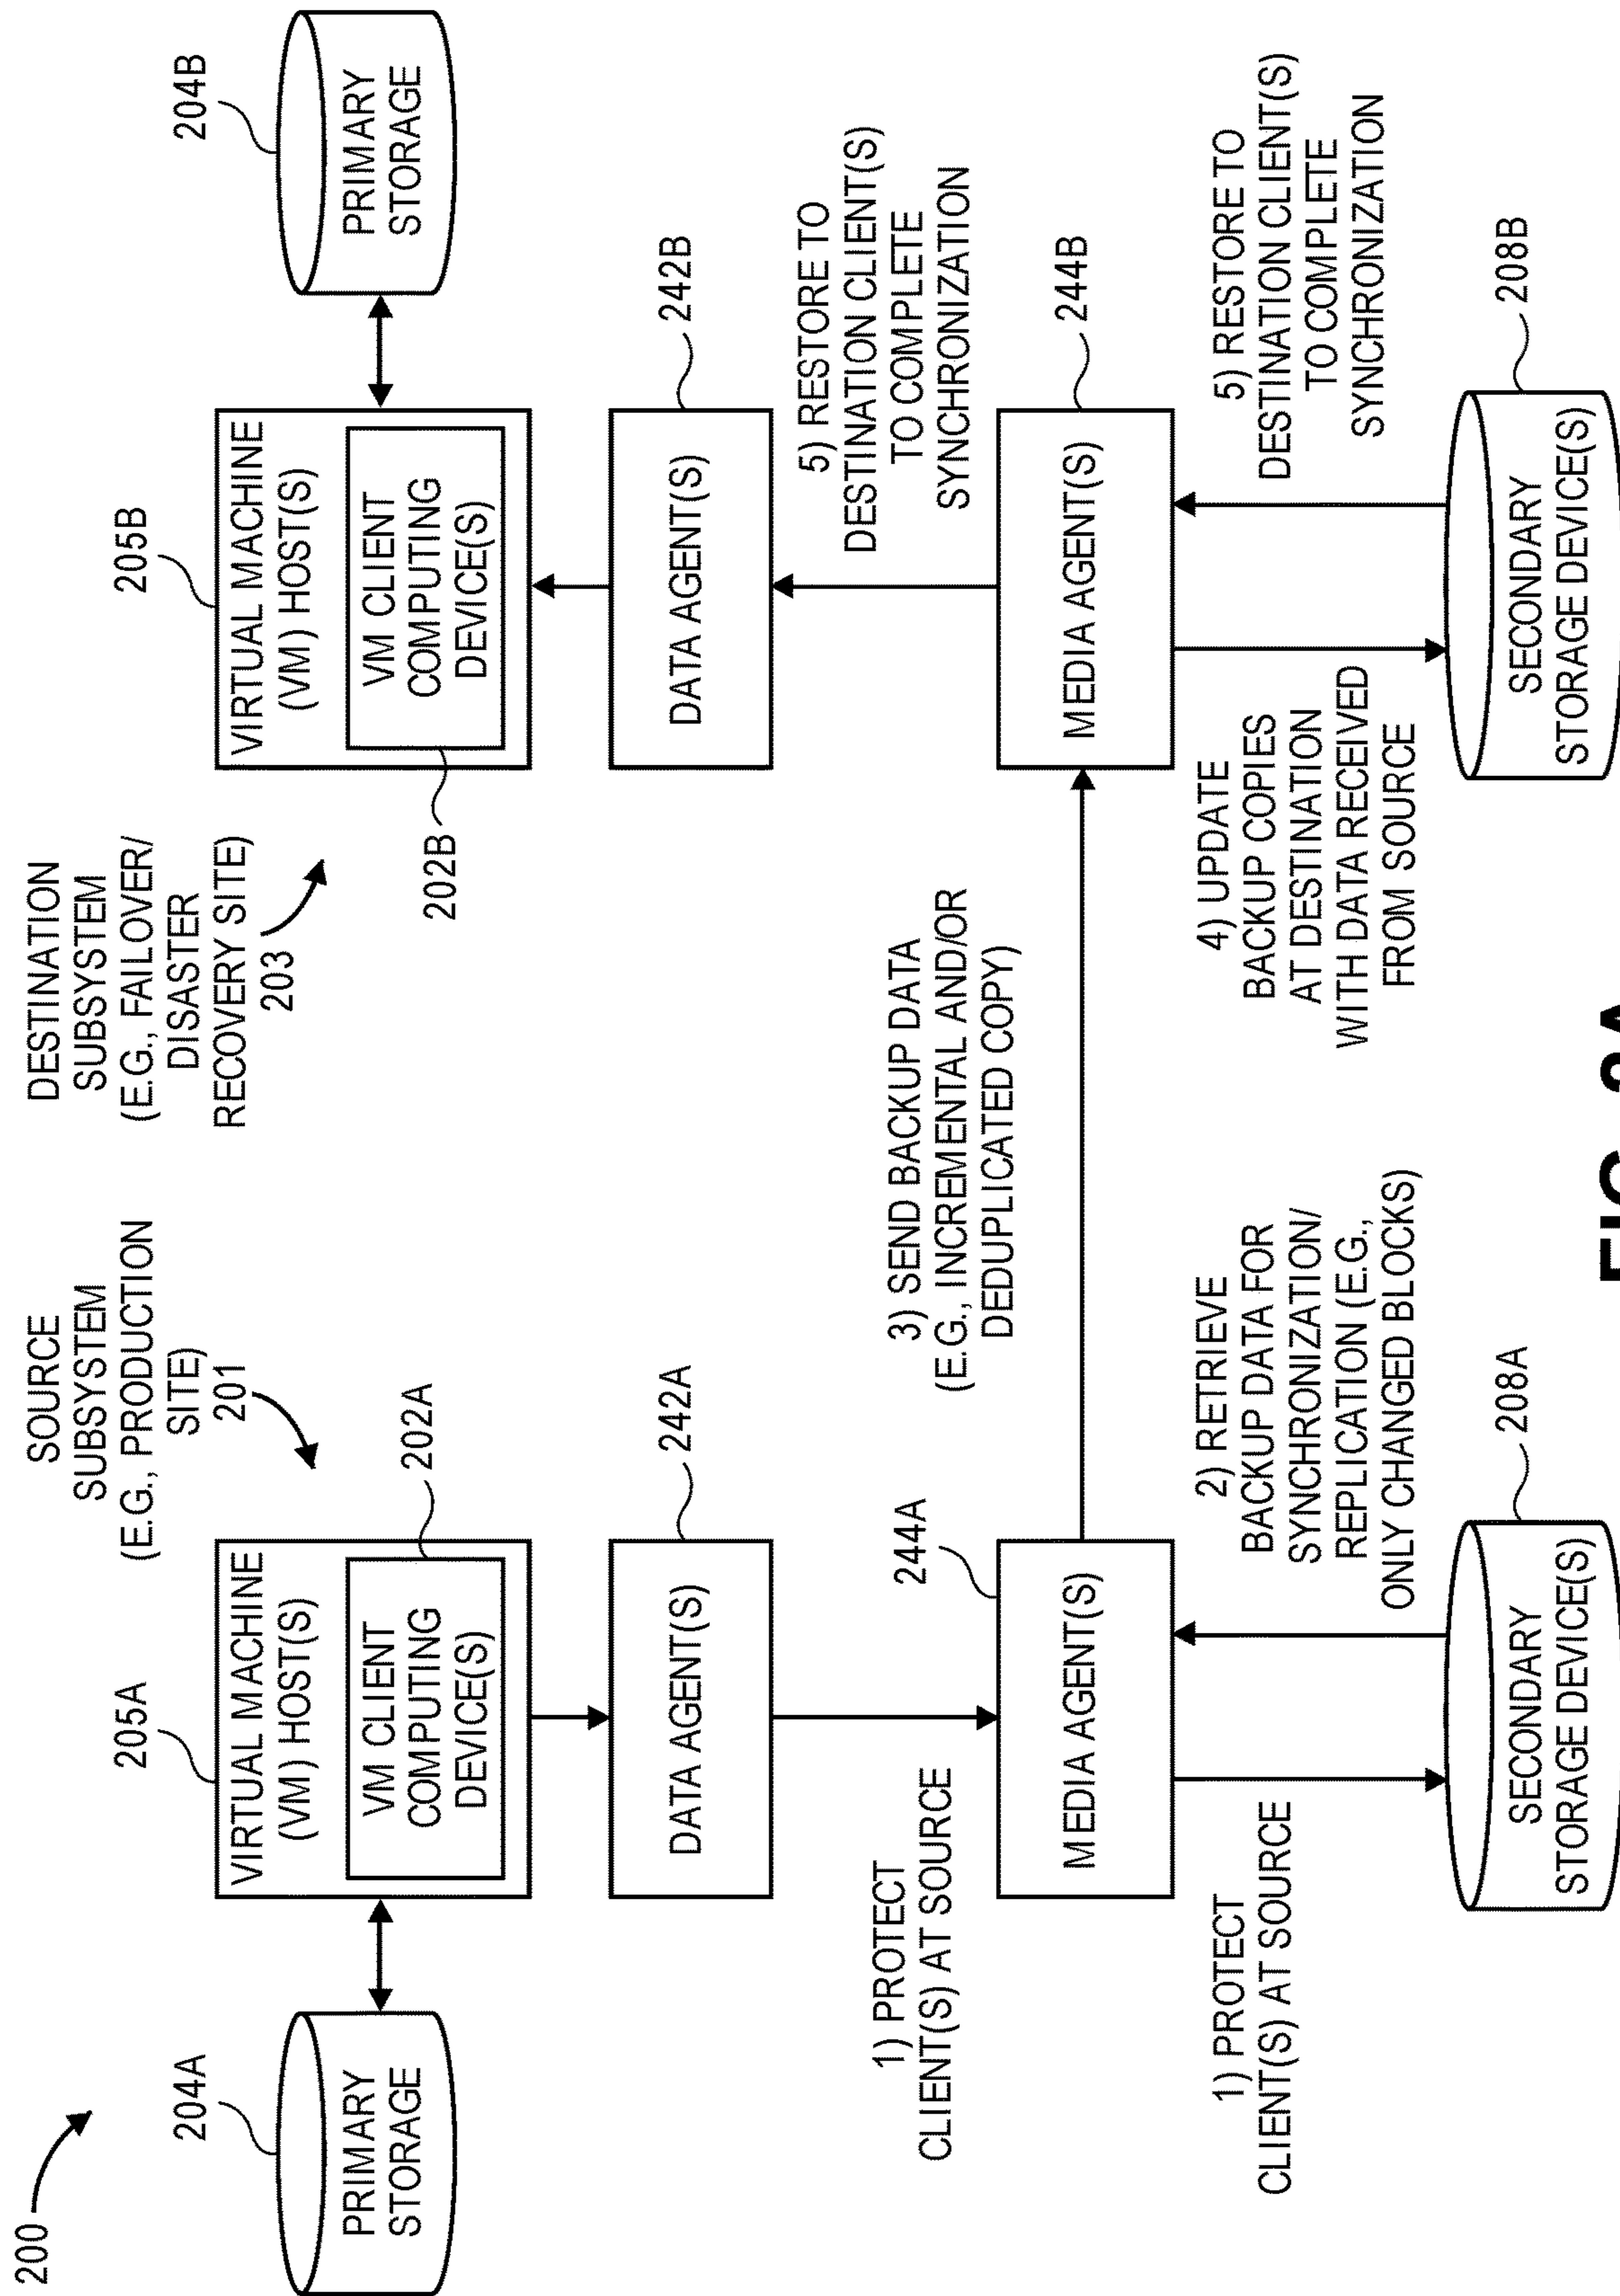 200
SOURCE
SUBSYSTEM
(E.G., PRODUCTION
SITE)
201
DESTINATION
SUBSYSTEM
(E.G., FAILOVER/
DISASTER
RECOVERY SITE)
203
204A
PRIMARY
STORAGE
205A
VIRTUAL MACHINE
(VM) HOST(S)
VM CLIENT
COMPUTING
DEVICE(S)
202A
205B
VIRTUAL MACHINE
(VM) HOST(S)
VM CLIENT
COMPUTING
DEVICE(S)
202B
204B
PRIMARY
STORAGE
DATA AGENT(S)
242A
DATA AGENT(S)
242B
1) PROTECT
CLIENT(S) AT SOURCE
3) SEND BACKUP DATA
(E.G., INCREMENTAL AND/OR
DEDUPLICATED COPY)
5) RESTORE TO
DESTINATION CLIENT(S)
TO COMPLETE
SYNCHRONIZATION
244A
MEDIA AGENT(S)
MEDIA AGENT(S)
244B
1) PROTECT
CLIENT(S) AT SOURCE
2) RETRIEVE
BACKUP DATA FOR
SYNCHRONIZATION/
REPLICATION (E.G.,
ONLY CHANGED BLOCKS)
4) UPDATE
BACKUP COPIES
AT DESTINATION
WITH DATA RECEIVED
FROM SOURCE
5) RESTORE TO
DESTINATION CLIENT(S)
TO COMPLETE
SYNCHRONIZATION
SECONDARY
STORAGE DEVICE(S)
208A
SECONDARY
STORAGE DEVICE(S)
208B